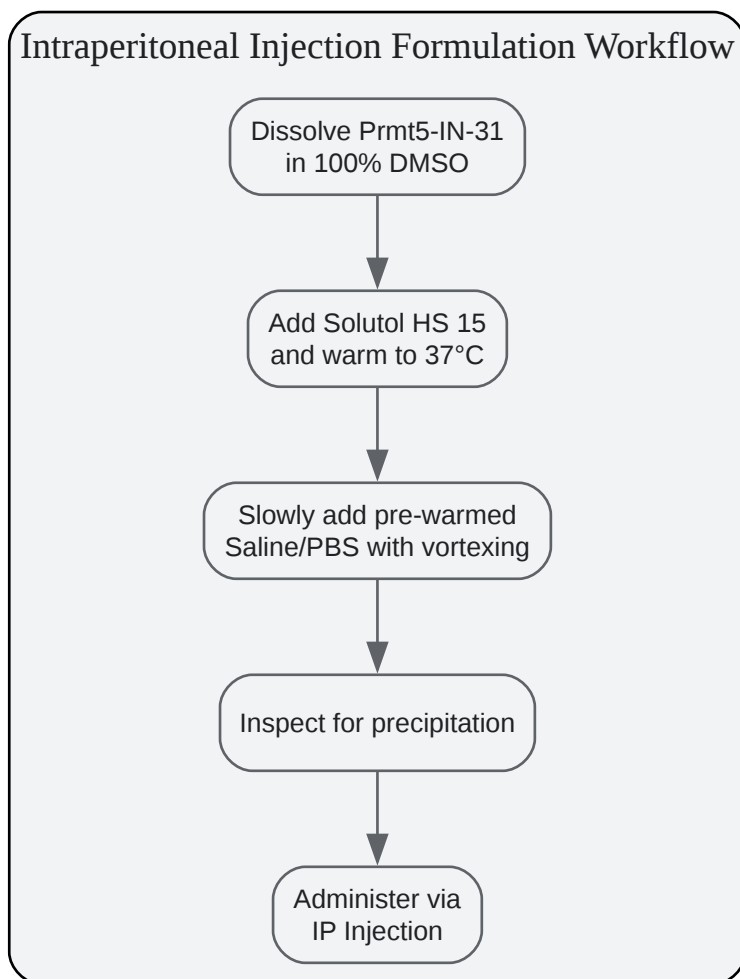 Intraperitoneal Injection Formulation Workflow
Dissolve Prmt5-IN-31
in 100% DMSO
Add Solutol HS 15
and warm to 37°C
Slowly add pre-warmed
Saline/PBS with vortexing
Inspect for precipitation
Administer via
IP Injection